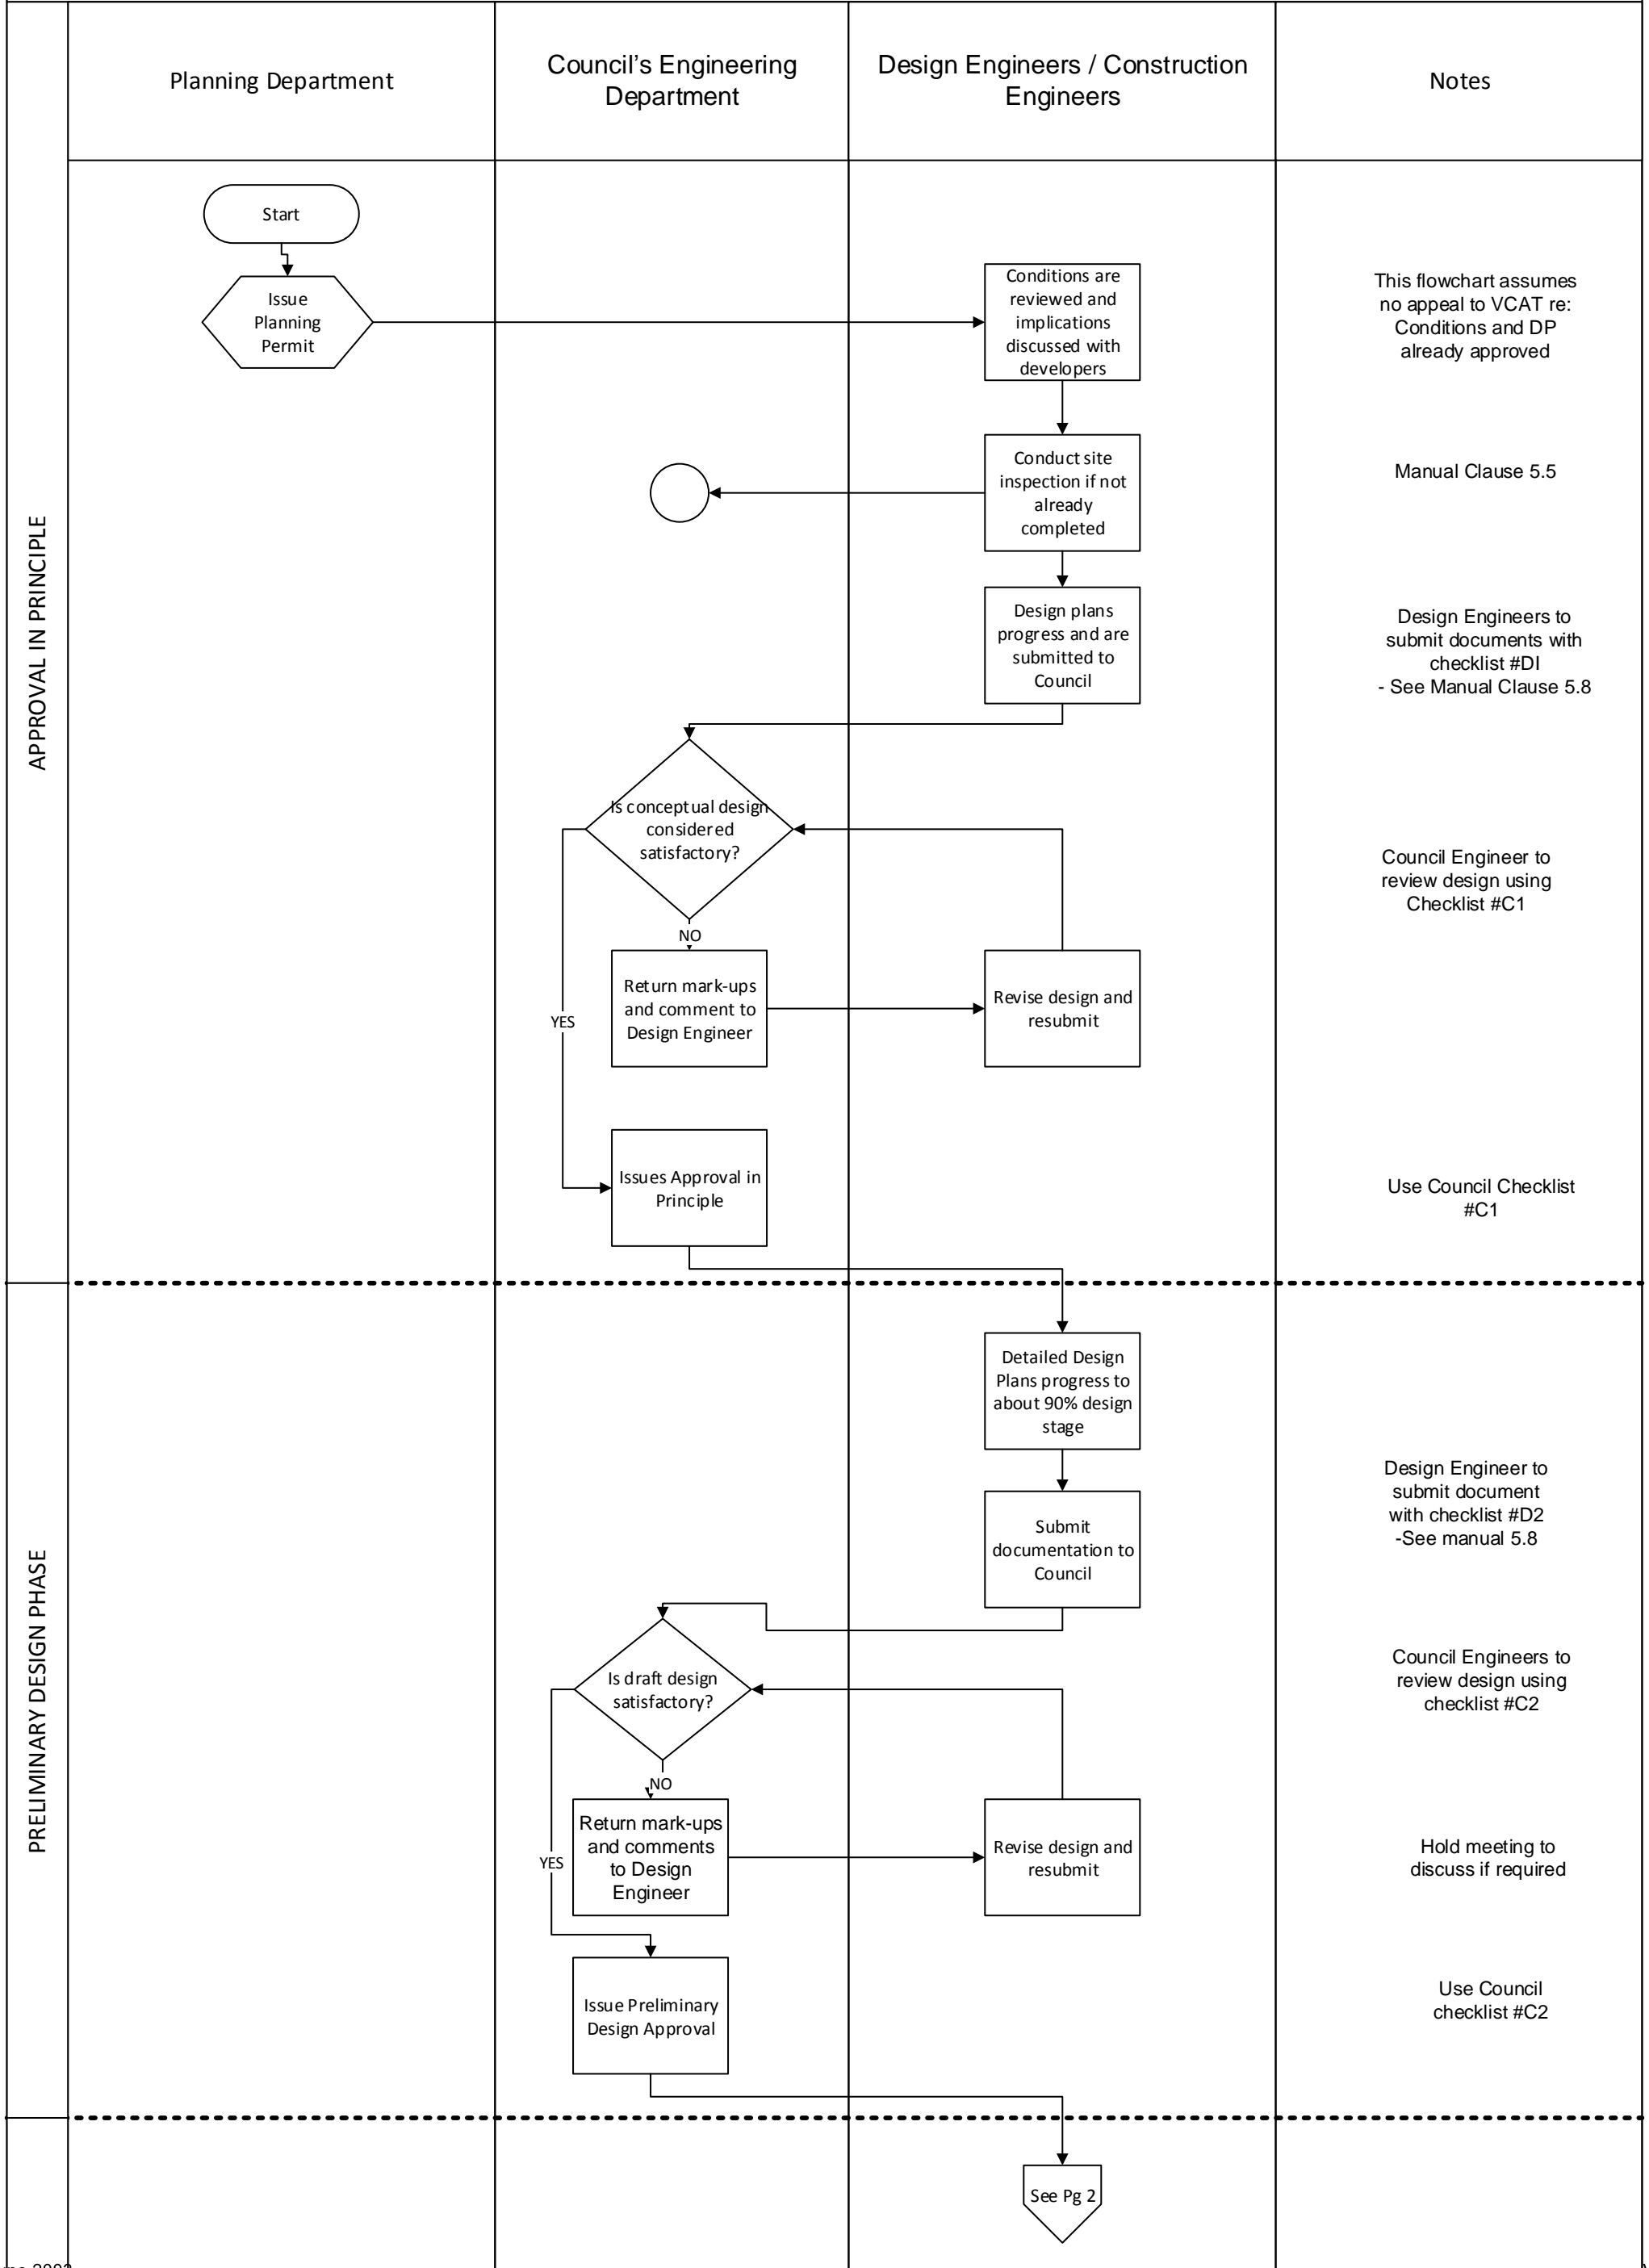 Planning Department
Council's Engineering
Department
Design Engineers / Construction
Engineers
Notes
APPROVAL IN PRINCIPLE
Start
Issue
Planning
Permit
Conditions are
reviewed and
implications
discussed with
developers
This flowchart assumes
no appeal to VCAT re:
Conditions and DP
already approved
Conduct site
inspection if not
already
completed
Manual Clause 5.5
Design plans
progress and are
submitted to
Council
Design Engineers to
submit documents with
checklist #DI
- See Manual Clause 5.8
Is conceptual design
considered
satisfactory?
Council Engineer to
review design using
Checklist #C1
NO
Return mark-ups
and comment to
Design Engineer
Revise design and
resubmit
YES
Issues Approval in
Principle
Use Council Checklist
#C1
PRELIMINARY DESIGN PHASE
Detailed Design
Plans progress to
about 90% design
stage
Submit
documentation to
Council
Design Engineer to
submit document
with checklist #D2
-See manual 5.8
Is draft design
satisfactory?
Council Engineers to
review design using
checklist #C2
NO
Return mark-ups
and comments
to Design
Engineer
Revise design and
resubmit
Hold meeting to
discuss if required
YES
Issue Preliminary
Design Approval
Use Council
checklist #C2
See Pg 2